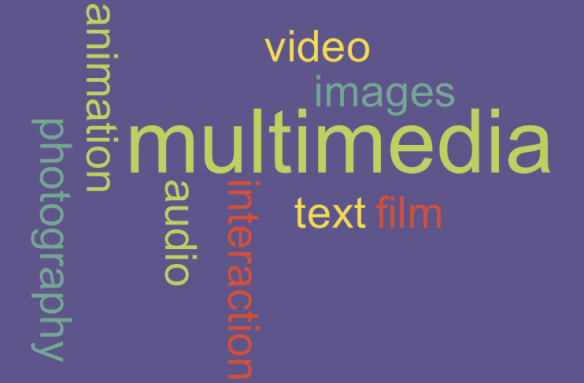 animation
video
images
multimedia
photography
audio
interaction
text film